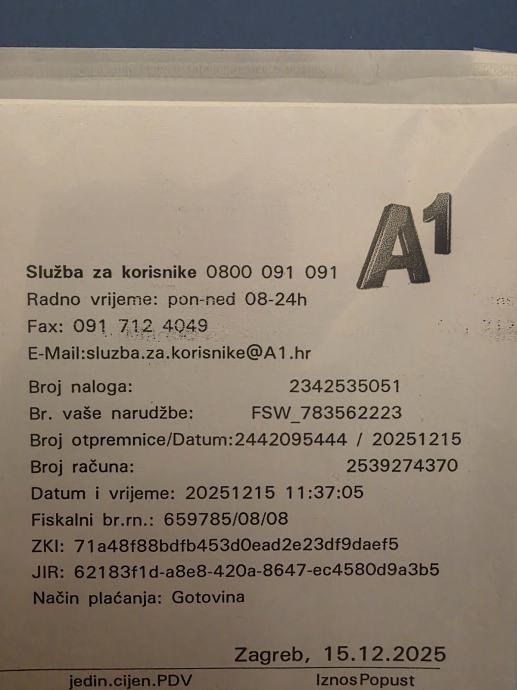 A1
Služba za korisnike 0800 091 091
Radno vrijeme: pon-ned 08-24h
Fax: 091 712 4049
E-Mail:sluzba.za.korisnike@A1.hr
Broj naloga: 2342535051
Br. vaše narudžbe: FSW_783562223
Broj otpremnice/Datum:2442095444 / 20251215
Broj računa: 2539274370
Datum i vrijeme: 20251215 11:37:05
Fiskalni br.rn.: 659785/08/08
ZKI: 71a48f88bdfb453d0ead2e23df9daef5
JIR: 62183f1d-a8e8-420a-8647-ec4580d9a3b5
Način plaćanja: Gotovina
Zagreb, 15.12.2025
jedin.cijen.PDV IznosPopust